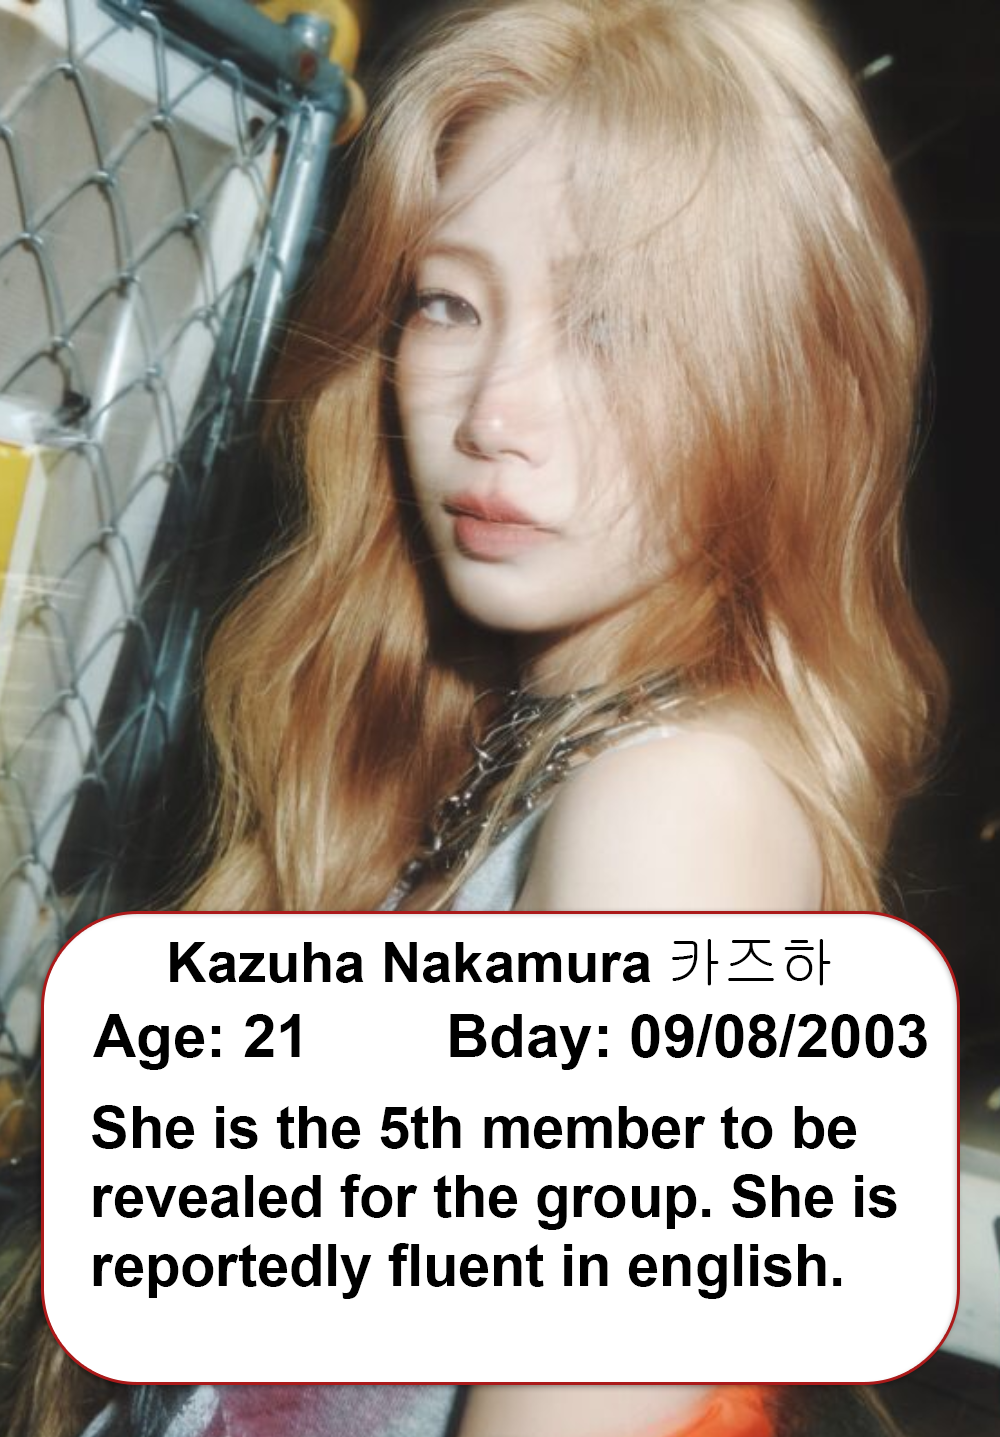 Kazuha Nakamura 카즈하
Age: 21 Bday: 09/08/2003
She is the 5th member to be
revealed for the group. She is
reportedly fluent in english.